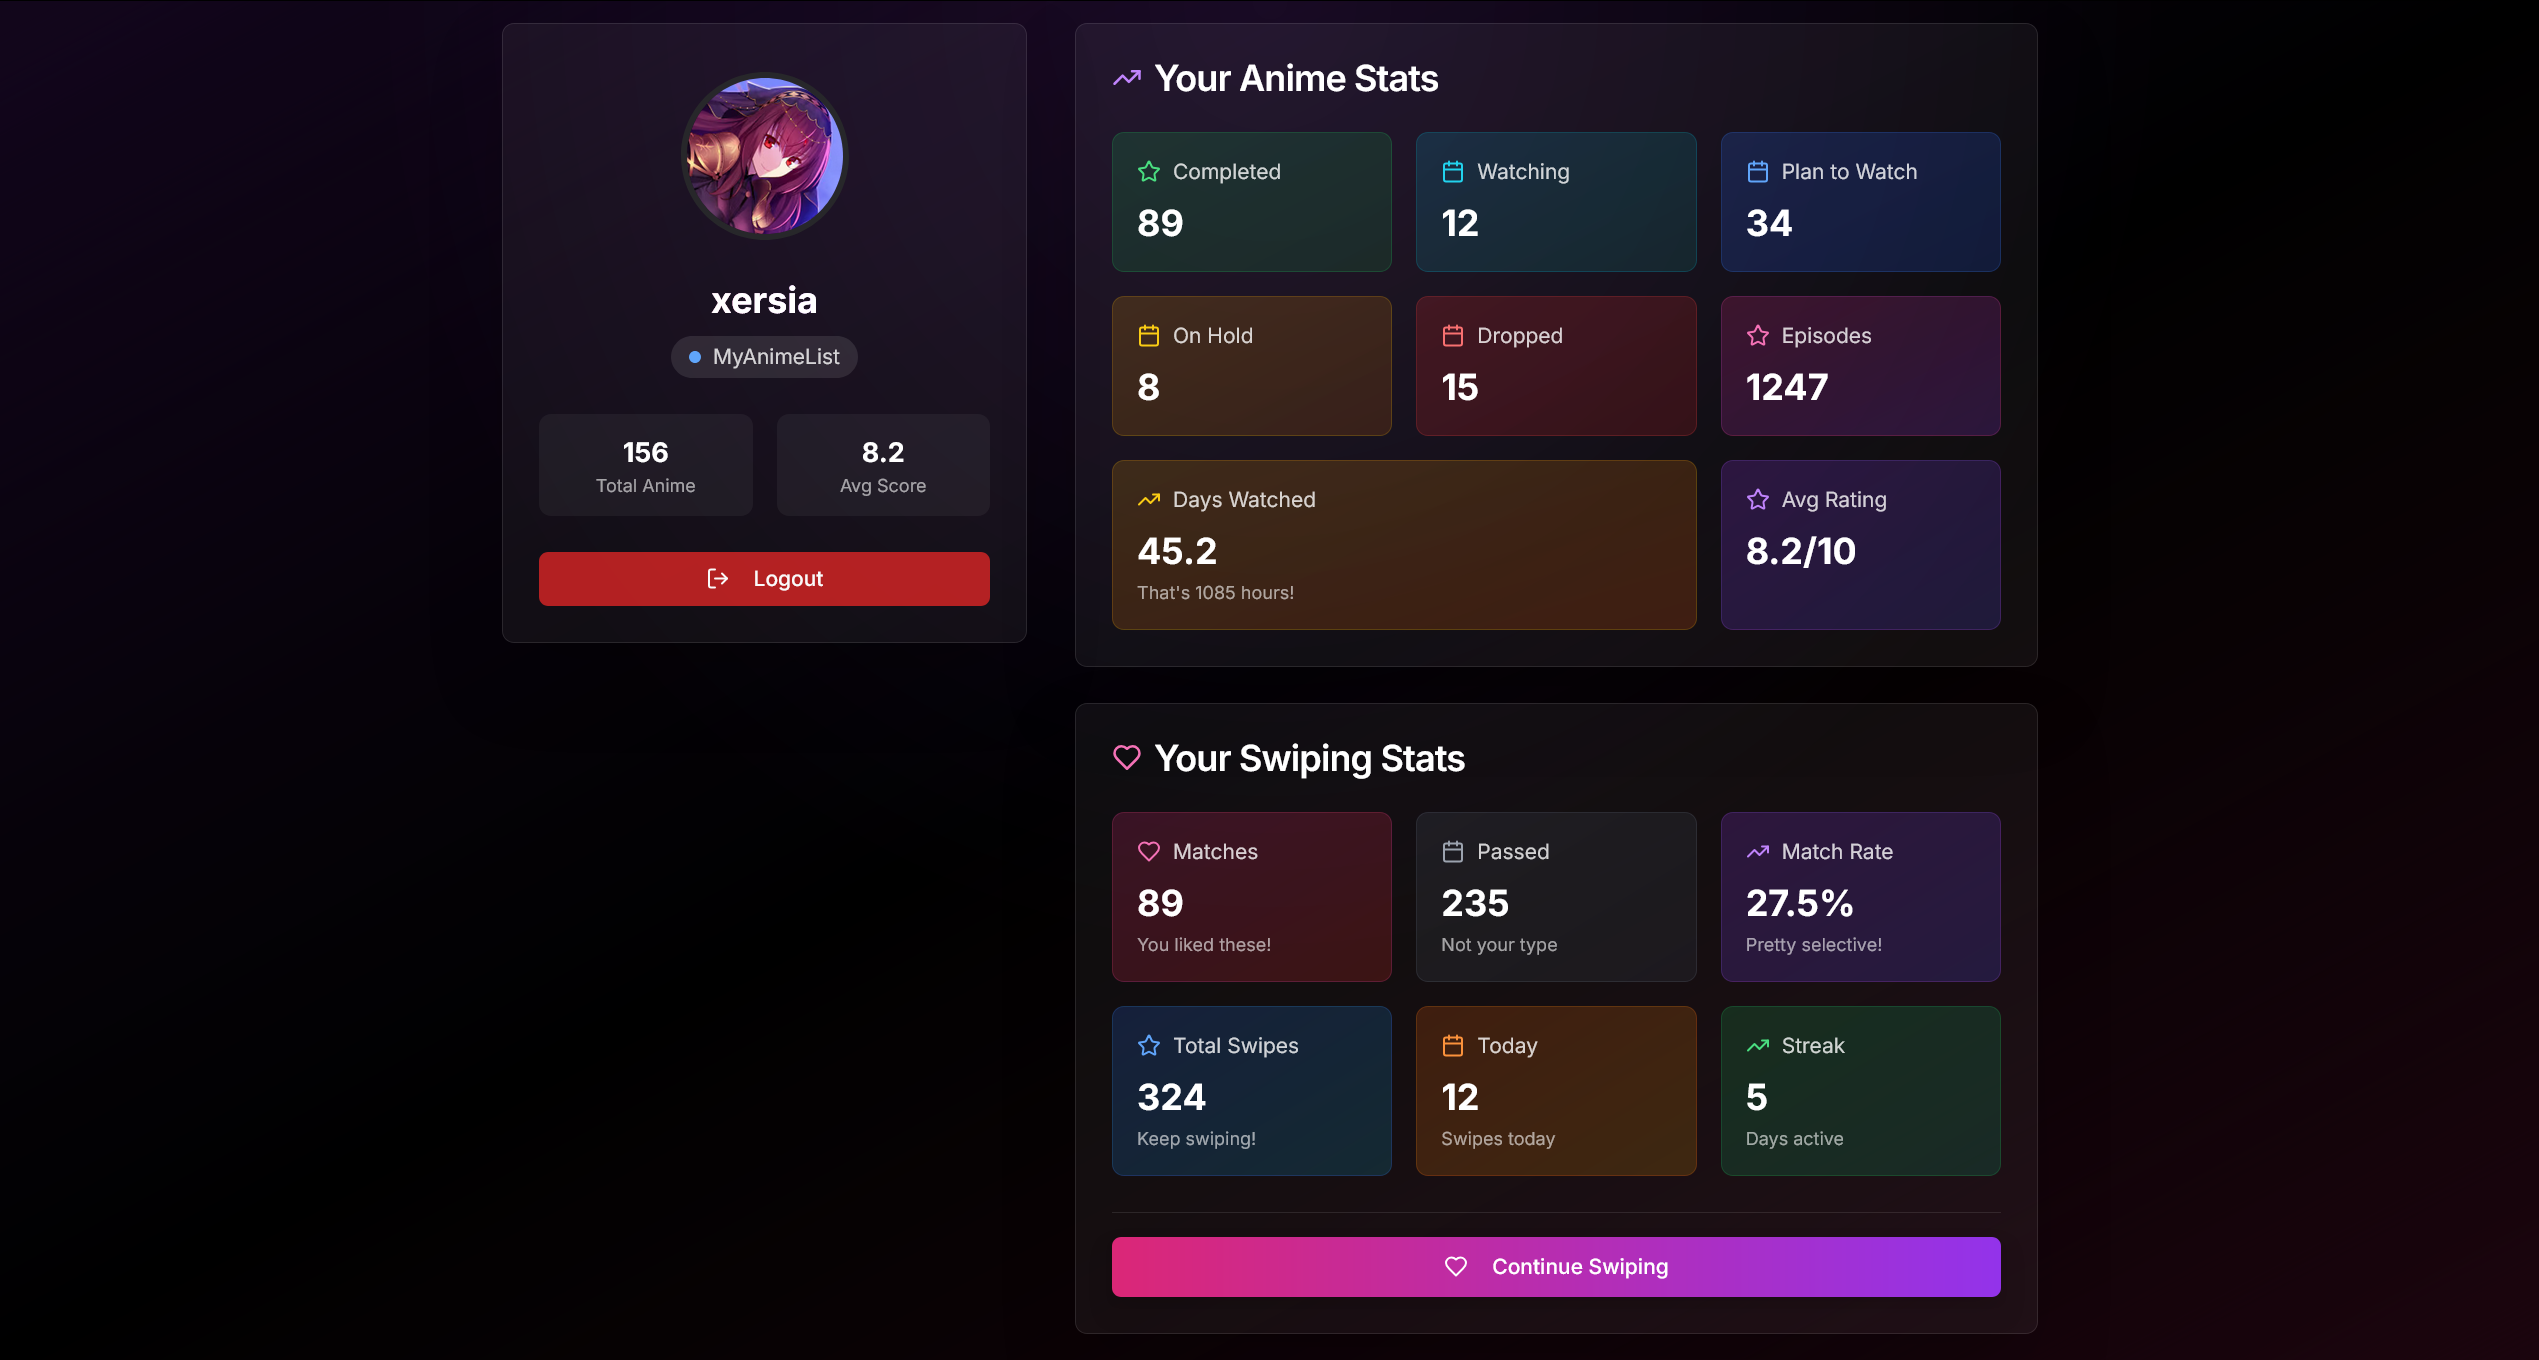 xersia
MyAnimeList
156
Total Anime
8.2
Avg Score
Logout
Your Anime Stats
Completed
89
Watching
12
Plan to Watch
34
On Hold
8
Dropped
15
Episodes
1247
Days Watched
45.2
That's 1085 hours!
Avg Rating
8.2/10
Your Swiping Stats
Matches
89
You liked these!
Passed
235
Not your type
Match Rate
27.5%
Pretty selective!
Total Swipes
324
Keep swiping!
Today
12
Swipes today
Streak
5
Days active
Continue Swiping